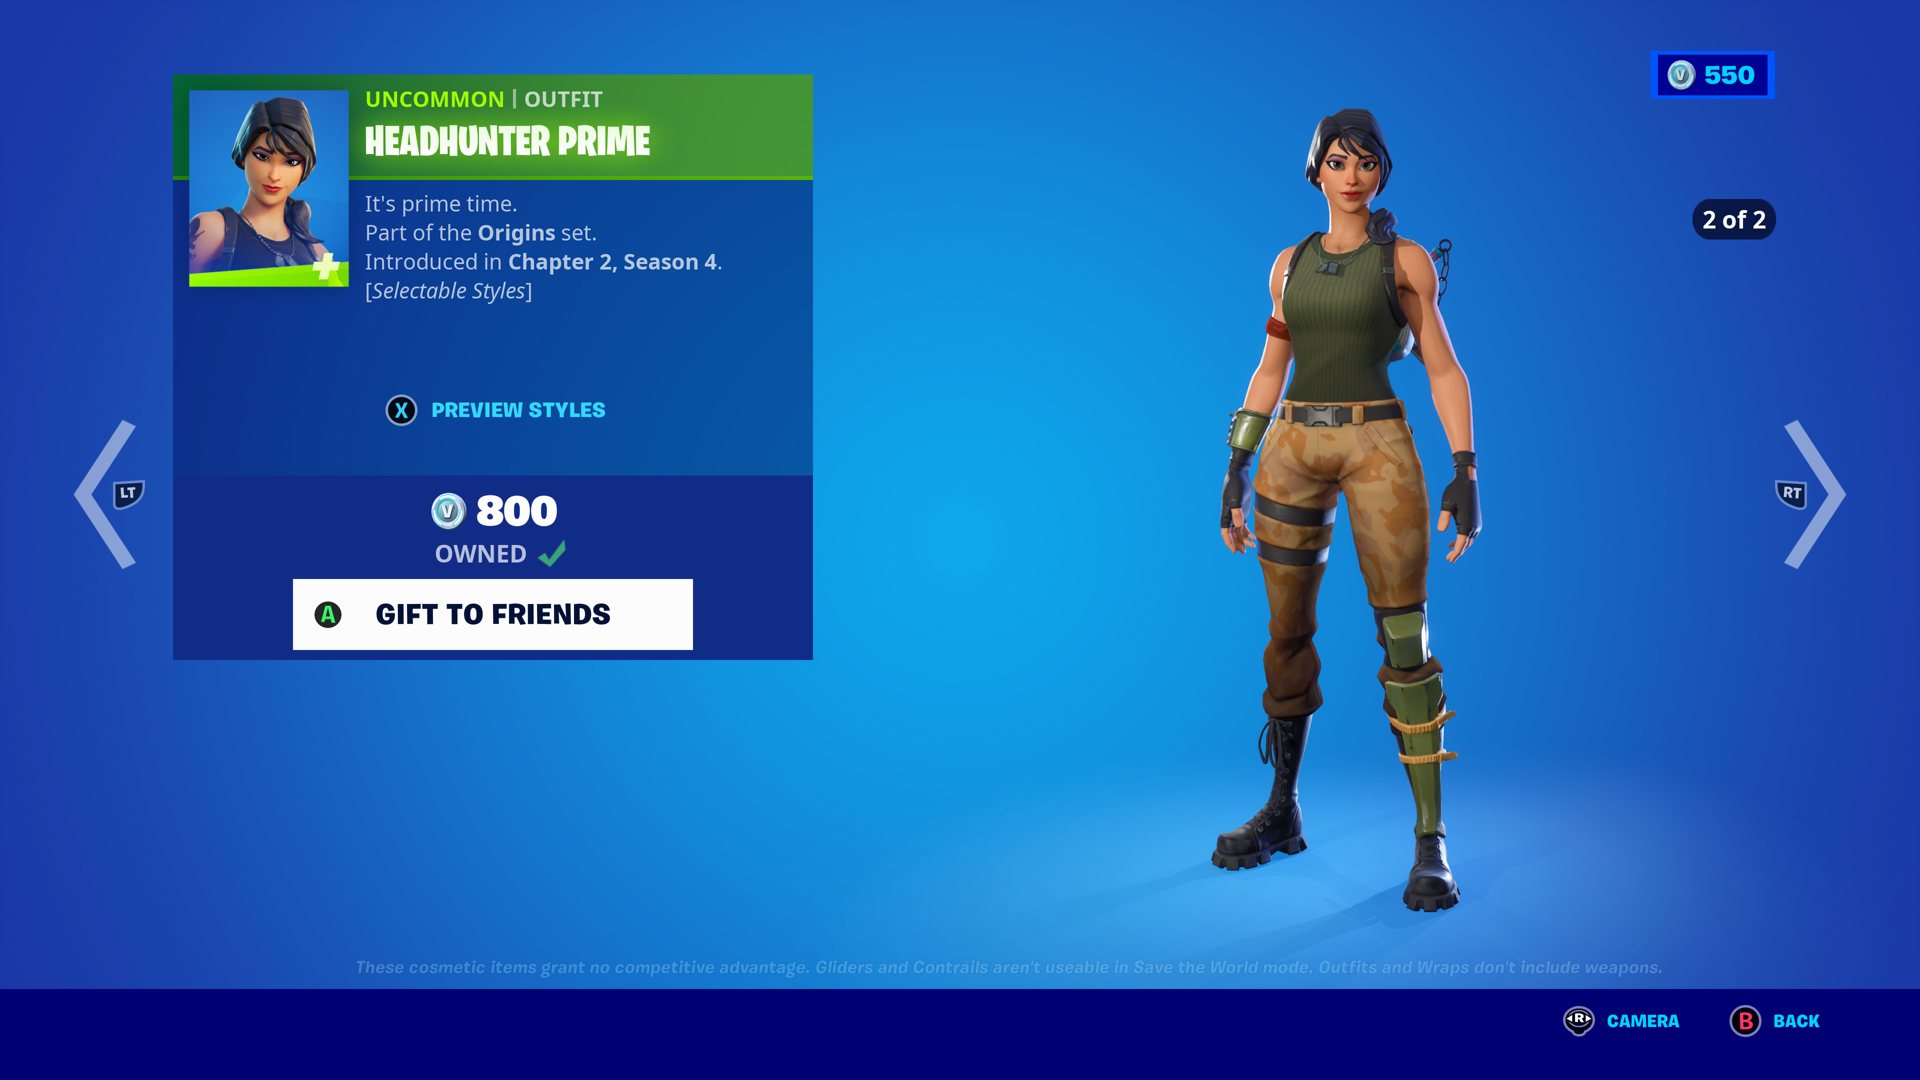 UNCOMMON | OUTFIT
HEADHUNTER PRIME
It's prime time.
Part of the Origins set.
Introduced in Chapter 2, Season 4.
[Selectable Styles]
X PREVIEW STYLES
V 800
OWNED
A GIFT TO FRIENDS
V 550
2 of 2
LT
RT
These cosmetic items grant no competitive advantage. Gliders and Contrails aren't useable in Save the World mode. Outfits and Wraps don't include weapons.
R CAMERA
B BACK